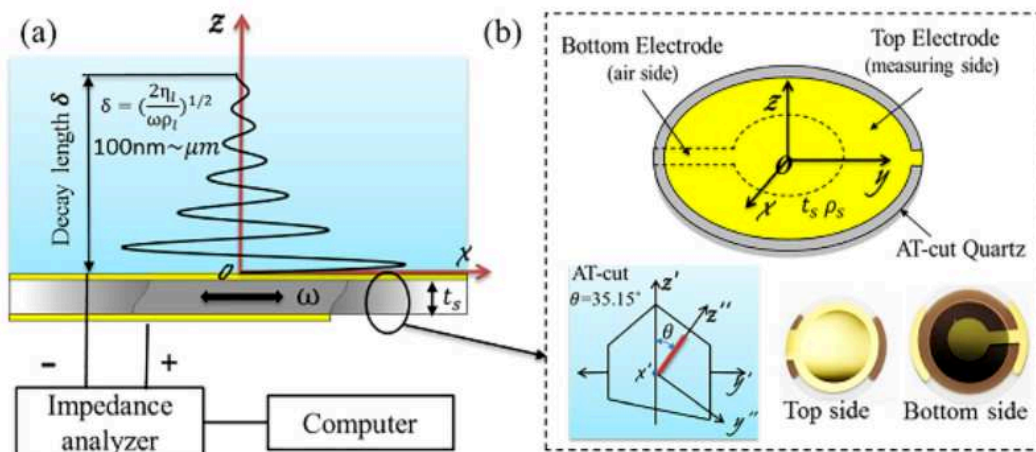 (a)
z
Decay length δ
δ = (2η_l/ωρ_l)^1/2
100nm~μm
O
x
ω
t_s
−
+
Impedance
analyzer
Computer
(b)
Bottom Electrode
(air side)
Top Electrode
(measuring side)
z
O
y
x
t_s ρ_s
AT-cut Quartz
AT-cut
θ=35.15°
z'
z''
θ
x'
y'
y''
Top side
Bottom side